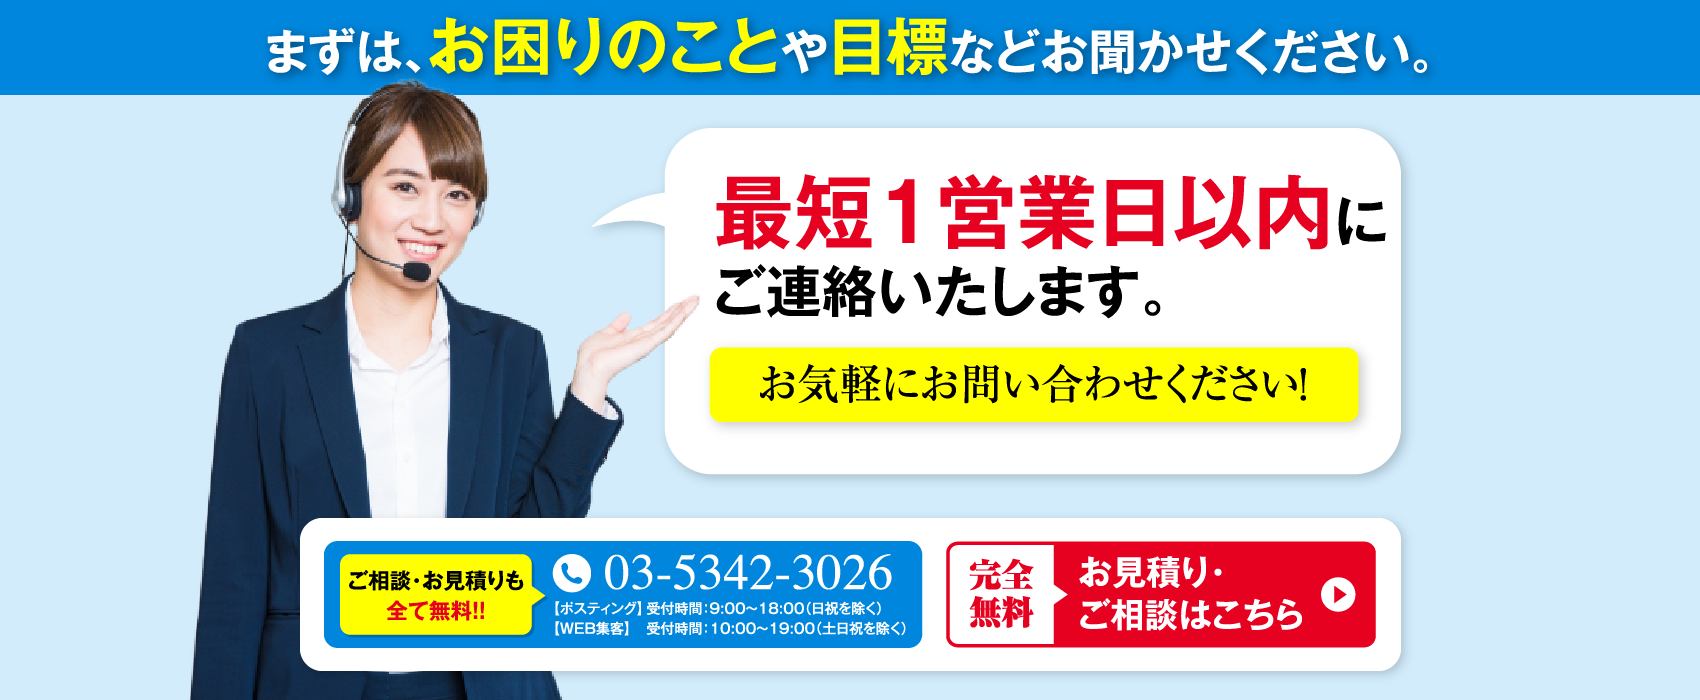 まずは、お困りのことや目標などお聞かせください。
最短1営業日以内に
ご連絡いたします。
お気軽にお問い合わせください!
ご相談・お見積りも
全て無料!!
03-5342-3026
【ポスティング】受付時間:9:00〜18:00(日祝を除く)
【WEB集客】 受付時間:10:00〜19:00(土日祝を除く)
完全
無料
お見積り・
ご相談はこちら